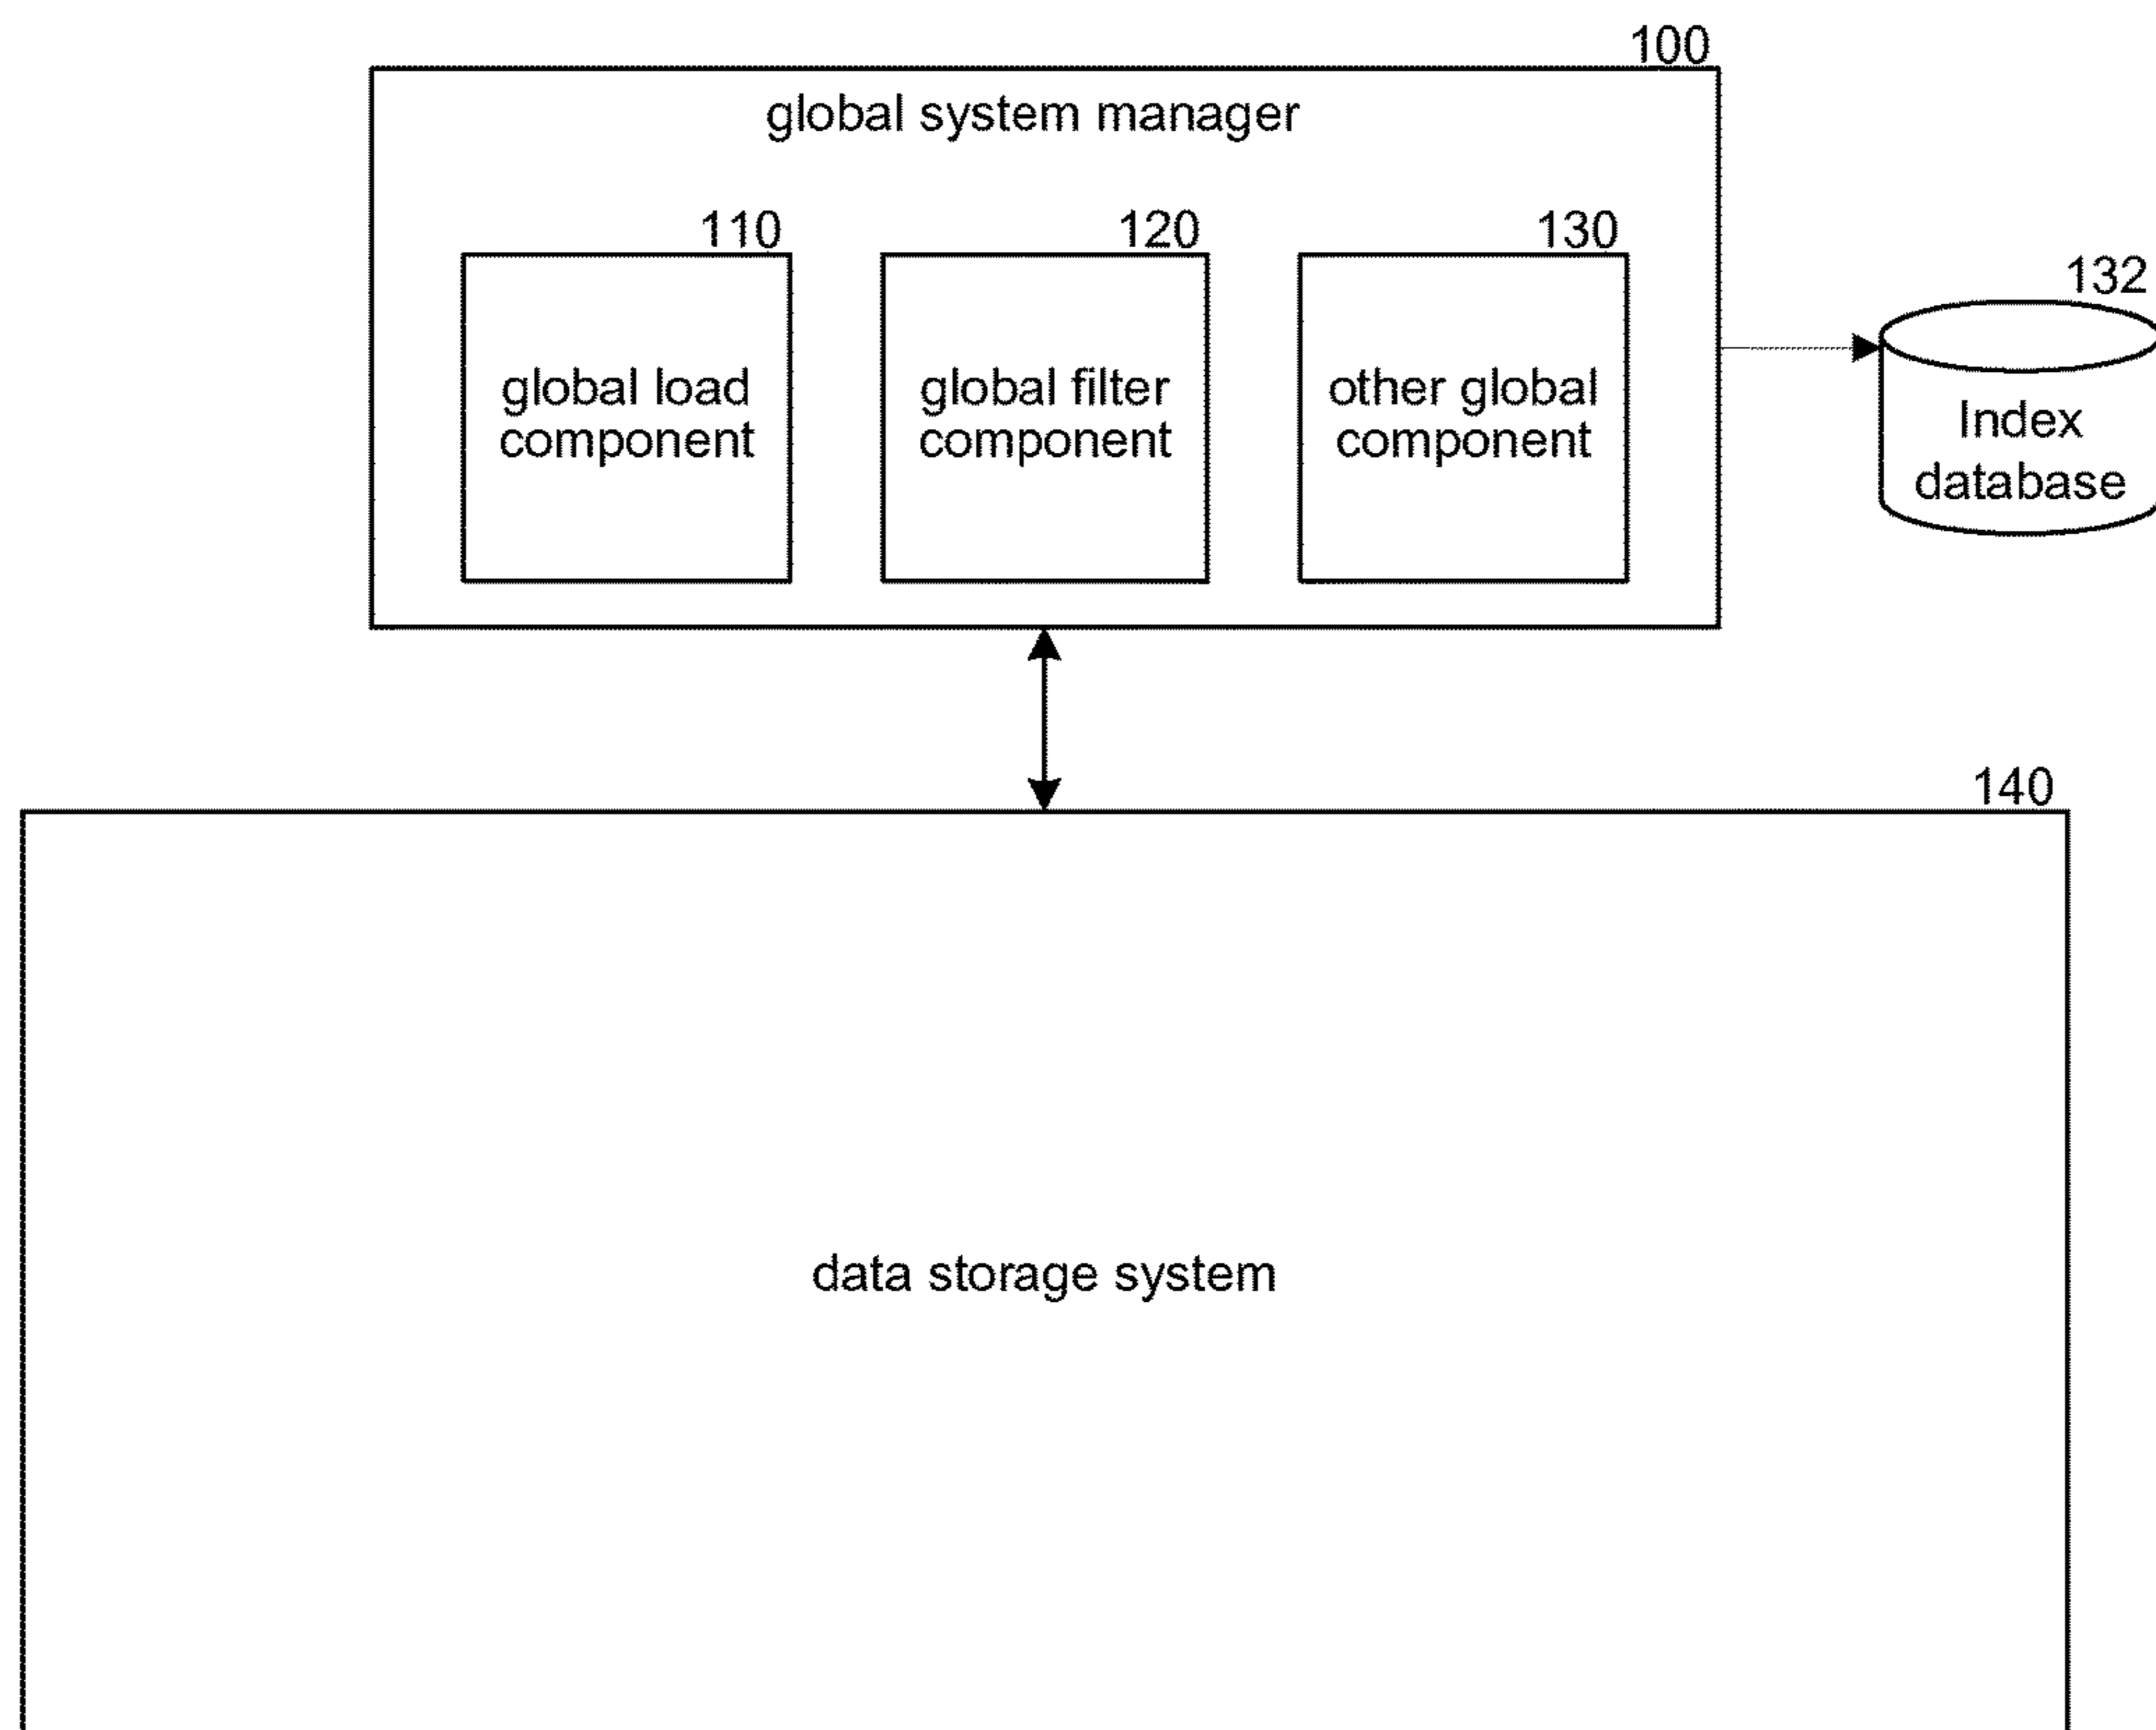 100
global system manager
110
120
130
132
global load
component
global filter
component
other global
component
Index
database
140
data storage system